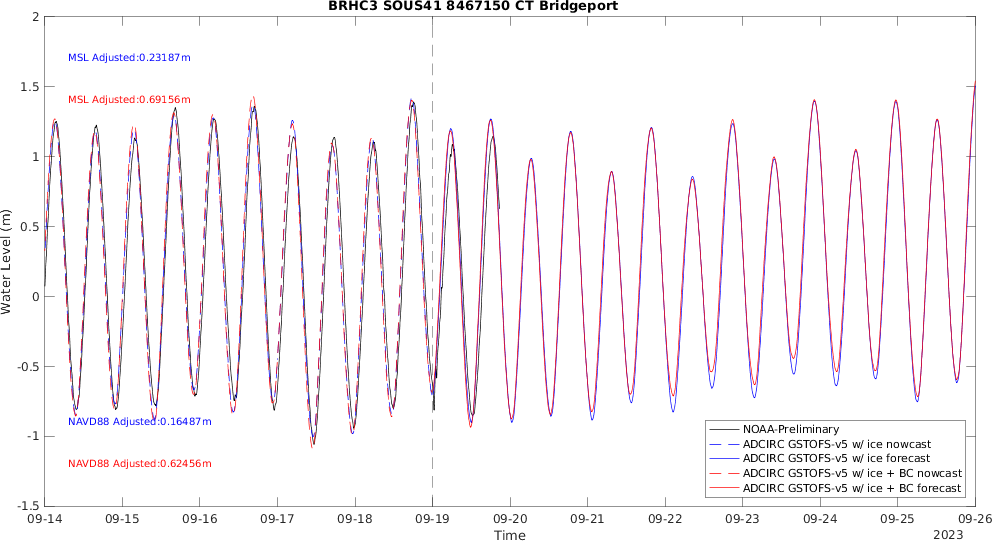 BRHC3 SOUS41 8467150 CT Bridgeport
2
1.5
1
0.5
0
-0.5
-1
-1.5
Water Level (m)
MSL Adjusted:0.23187m
MSL Adjusted:0.69156m
NAVD88 Adjusted:0.16487m
NAVD88 Adjusted:0.62456m
NOAA-Preliminary
ADCIRC GSTOFS-v5 w/ ice nowcast
ADCIRC GSTOFS-v5 w/ ice forecast
ADCIRC GSTOFS-v5 w/ ice + BC nowcast
ADCIRC GSTOFS-v5 w/ ice + BC forecast
09-14 09-15 09-16 09-17 09-18 09-19 09-20 09-21 09-22 09-23 09-24 09-25 09-26
Time
2023